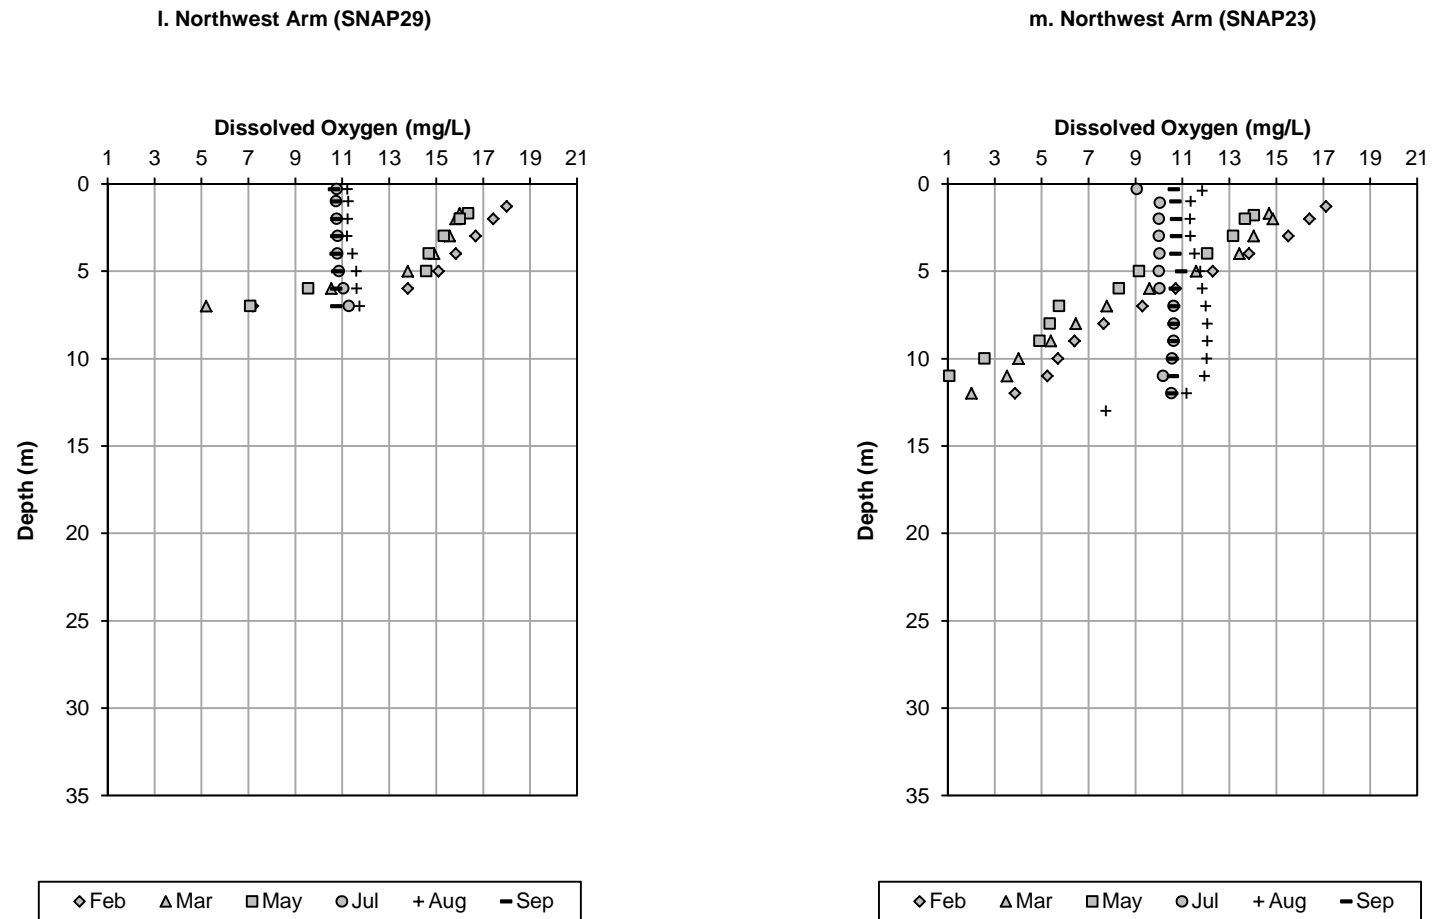 l. Northwest Arm (SNAP29)
Dissolved Oxygen (mg/L)
1 3 5 7 9 11 13 15 17 19 21
0
5
10
15
20
25
30
35
Depth (m)
Feb Mar May Jul Aug Sep
m. Northwest Arm (SNAP23)
Dissolved Oxygen (mg/L)
1 3 5 7 9 11 13 15 17 19 21
0
5
10
15
20
25
30
35
Depth (m)
Feb Mar May Jul Aug Sep